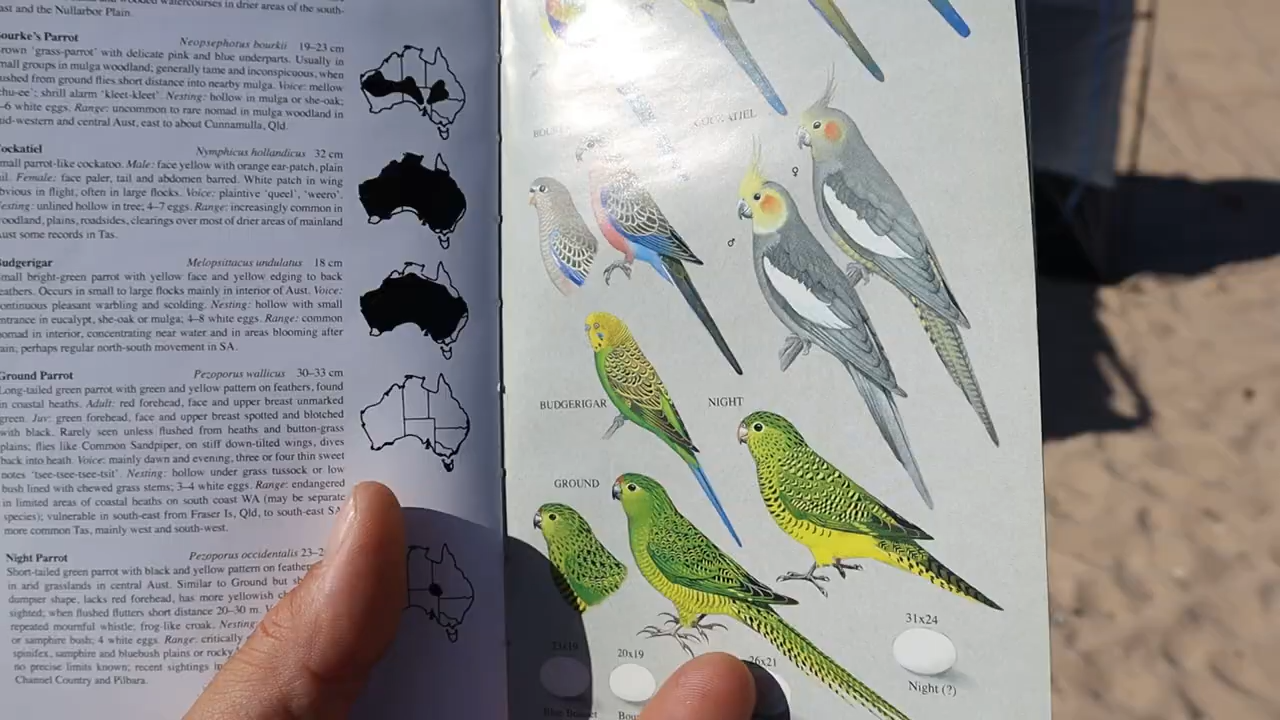 and wooded watercourses in drier areas of the south-
ast and the Nullarbor Plain.
ourke's Parrot Neopsephotus bourkii 19–23 cm
rown 'grass-parrot' with delicate pink and blue underparts. Usually in
mall groups in mulga woodland; generally tame and inconspicuous, when
ushed from ground flies short distance into nearby mulga. Voice: mellow
chu-ee'; shrill alarm 'kleet-kleet'. Nesting: hollow in mulga or she-oak;
–6 white eggs. Range: uncommon to rare nomad in mulga woodland in
id-western and central Aust, east to about Cunnamulla, Qld.
ockatiel Nymphicus hollandicus 32 cm
mall parrot-like cockatoo. Male: face yellow with orange ear-patch, plain
il. Female: face paler, tail and abdomen barred. White patch in wing
bvious in flight, often in large flocks. Voice: plaintive 'queel', 'weero'.
esting: unlined hollow in tree; 4–7 eggs. Range: increasingly common in
oodland, plains, roadsides, clearings over most of drier areas of mainland
ust some records in Tas.
Budgerigar Melopsittacus undulatus 18 cm
mall bright-green parrot with yellow face and yellow edging to back
eathers. Occurs in small to large flocks mainly in interior of Aust. Voice:
ontinuous pleasant warbling and scolding. Nesting: hollow with small
ntrance in eucalypt, she-oak or mulga; 4–8 white eggs. Range: common
omad in interior, concentrating near water and in areas blooming after
ain, perhaps regular north-south movement in SA.
Ground Parrot Pezoporus wallicus 30–33 cm
Long-tailed green parrot with green and yellow pattern on feathers, found
in coastal heaths. Adult: red forehead, face and upper breast unmarked
green. Juv: green forehead, face and upper breast spotted and blotched
with black. Rarely seen unless flushed from heaths and button-grass
plains; flies like Common Sandpiper, on stiff down-tilted wings, dives
back into heath. Voice: mainly dawn and evening, three or four thin sweet
notes 'tsee-tsee-tsee-tsit'. Nesting: hollow under grass tussock or low
bush lined with chewed grass stems; 3–4 white eggs. Range: endangered
in limited areas of coastal heaths on south coast WA (may be separate
species); vulnerable in south-east from Fraser Is, Qld, to south-east SA
more common Tas, mainly west and south-west.
Night Parrot Pezoporus occidentalis 23–2
Short-tailed green parrot with black and yellow pattern on feather
in arid grasslands in central Aust. Similar to Ground but sh
dumper shape, lacks red forehead, has more yellowish
sighted; when flushed flutters short distance 20–30 m.
repeated mournful whistle; frog-like croak. Nesting
or samphire bush; 4 white eggs. Range: critically
spinifex, samphire and bluebush plains or rocky
no precise limits known; recent sightings in
Channel Country and Pilbara.
♀
♂
BUDGERIGAR
NIGHT
GROUND
23x19
20x19
26x21
31x24
Night (?)